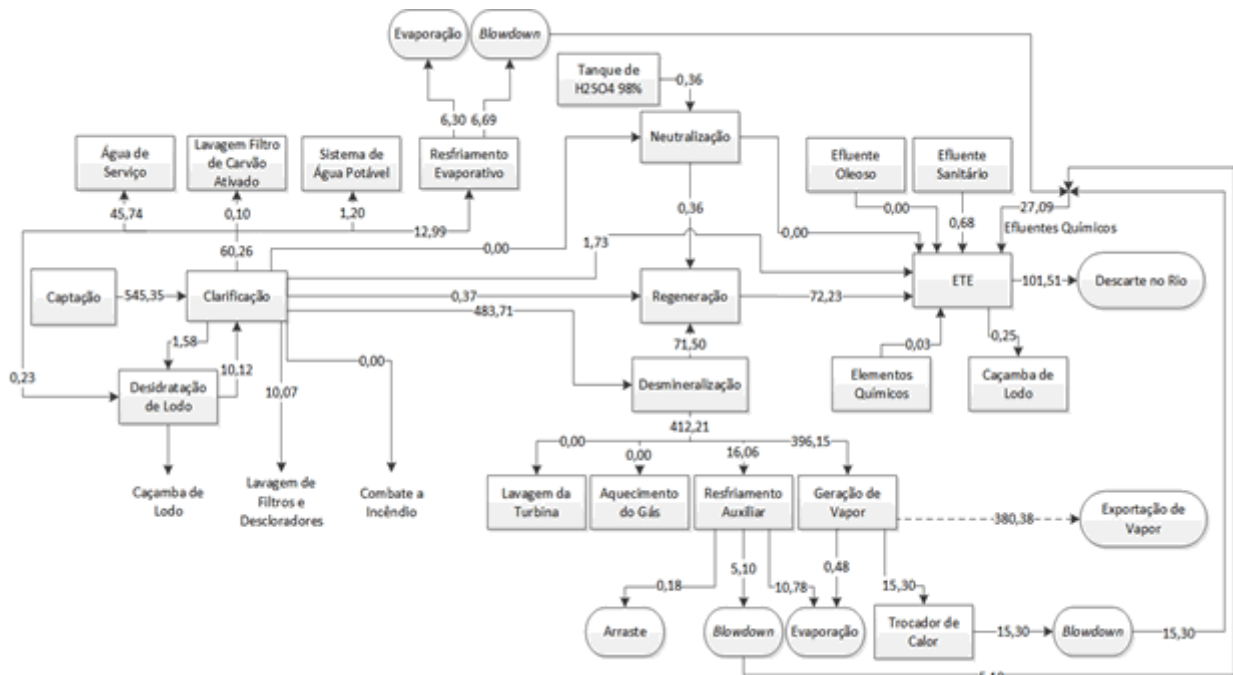 Evaporação
Blowdown
Tanque de
H2SO4 98%
0,36
6,30
6,69
Neutralização
Água de
Serviço
Lavagem Filtro
de Carvão
Ativado
Sistema de
Água Potável
Resfriamento
Evaporativo
Efluente
Oleoso
Efluente
Sanitário
45,74
0,10
1,20
12,99
0,36
0,00
0,68
27,09
Efluentes Químicos
60,26
0,00
1,73
0,00
Captação
545,35
Clarificação
0,37
Regeneração
72,23
ETE
101,51
Descarte no Rio
483,71
1,58
10,12
0,00
71,50
0,03
0,25
0,23
Desidratação
de Lodo
10,07
Desmineralização
Elementos
Químicos
Caçamba de
Lodo
412,21
0,00
0,00
16,06
396,15
Caçamba de
Lodo
Lavagem de
Filtros e
Descloradores
Combate a
Incêndio
Lavagem da
Turbina
Aquecimento
do Gás
Resfriamento
Auxiliar
Geração de
Vapor
380,38
Exportação de
Vapor
0,18
5,10
10,78
0,48
15,30
Arraste
Blowdown
Evaporação
Trocador de
Calor
15,30
Blowdown
15,30